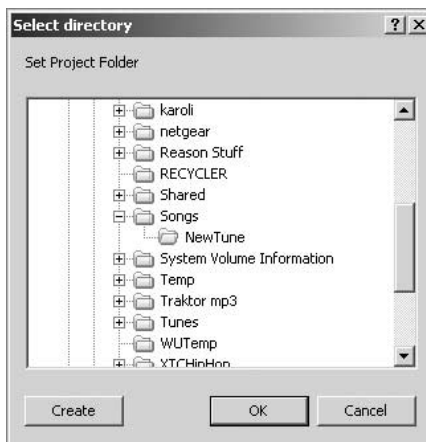 Select directory
Set Project Folder
karoli
netgear
Reason Stuff
RECYCLER
Shared
Songs
NewTune
System Volume Information
Temp
Traktor mp3
Tunes
WUTemp
XTCHipHop
Create OK Cancel